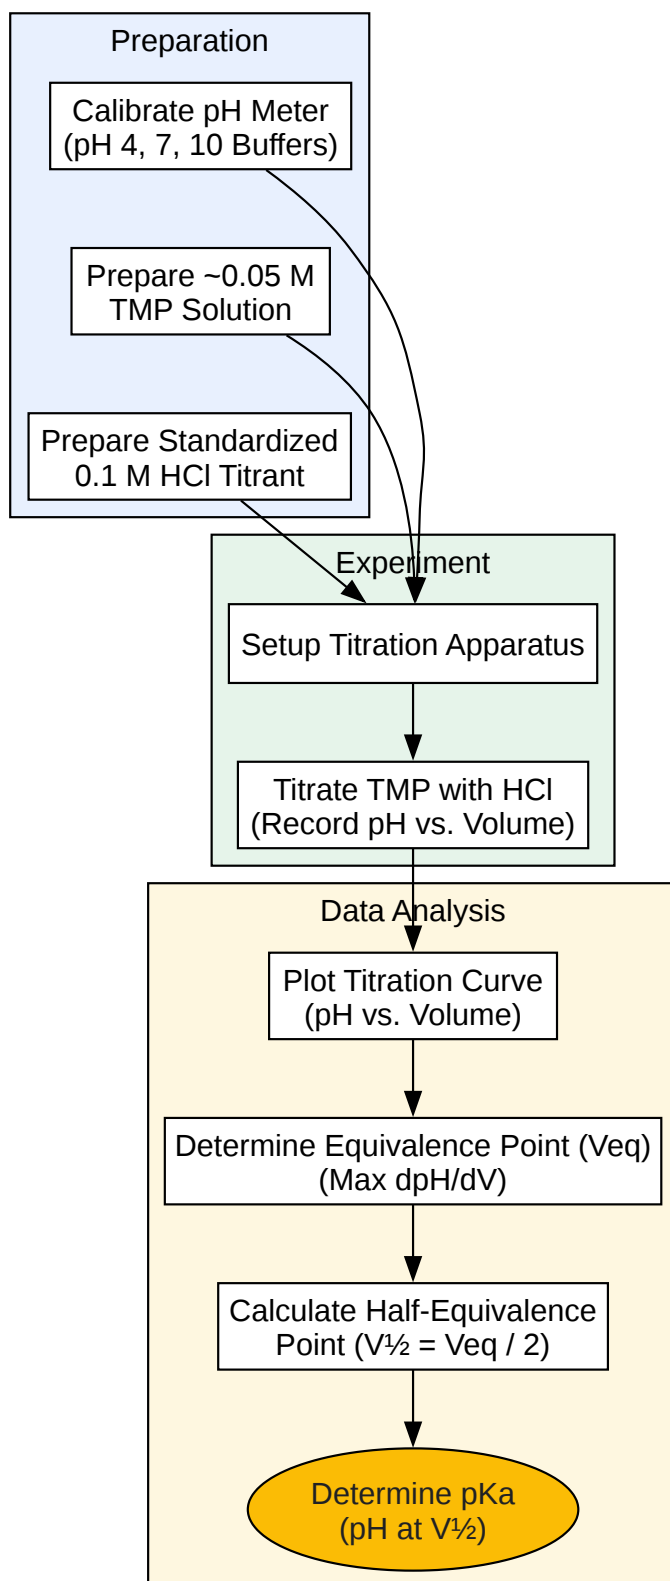 Preparation
Calibrate pH Meter
(pH 4, 7, 10 Buffers)
Prepare ~0.05 M
TMP Solution
Prepare Standardized
0.1 M HCl Titrant
Experiment
Setup Titration Apparatus
Titrate TMP with HCl
(Record pH vs. Volume)
Data Analysis
Plot Titration Curve
(pH vs. Volume)
Determine Equivalence Point (Veq)
(Max dpH/dV)
Calculate Half-Equivalence
Point (V½ = Veq / 2)
Determine pKa
(pH at V½)